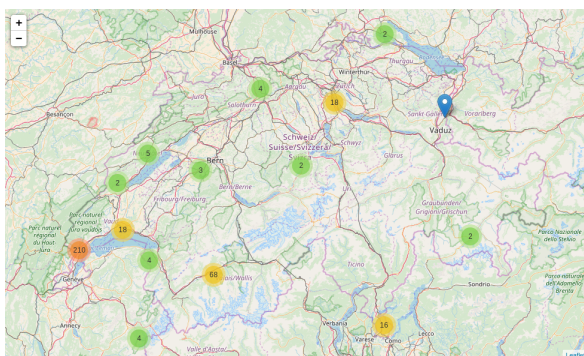 +
−
2
Mulhouse
Basel
Thurgau
Winterthur
4
Aargau
Zürich
18
Jura
Solothurn
Besançon
Vorarlberg
Vaduz
Schweiz/
Suisse/Svizzera/
Svizra
Schwyz
Glarus
5
Bern
3
2
2
Uri
Bern/Berne
Graubünden/
Grigioni/Grischun
Fribourg/Freiburg
Parc naturel
régional
Jura vaudois
Parc naturel
régional
du Haut-
Jura
18
Vaud
210
4
2
Parco Nazionale
dello Stelvio
68
Valais/Wallis
Genève
Ticino
Sondrio
Parco naturale
dell'Adamello
Brenta
Annecy
4
Verbania
16
Varese
Como
Lecco
Valle d'Aosta
Leaflet